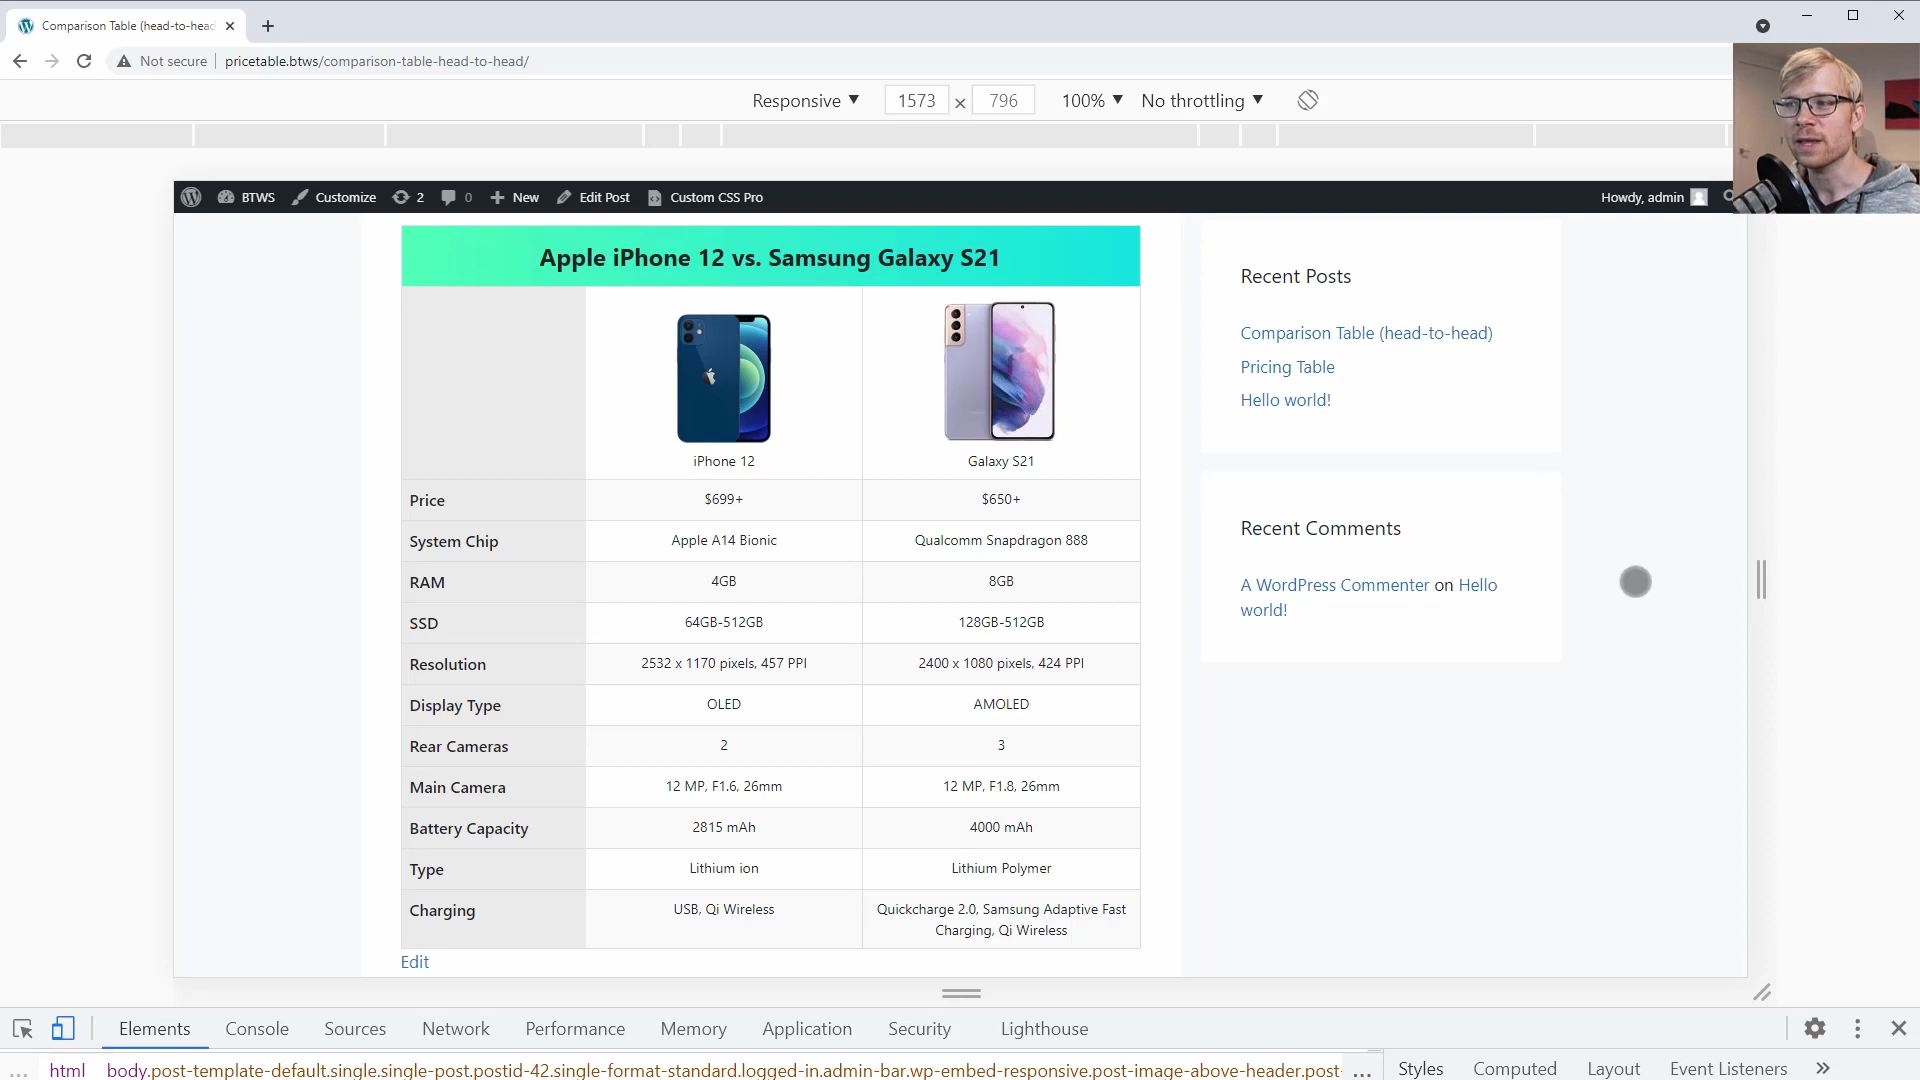 Comparison Table (head-to-head
Not secure
pricetable.btws/comparison-table-head-to-head/
Responsive 1573 × 796 100% No throttling
BTWS Customize 2 0 New Edit Post Custom CSS Pro Howdy, admin
Apple iPhone 12 vs. Samsung Galaxy S21
iPhone 12 Galaxy S21
Price $699+ $650+
System Chip Apple A14 Bionic Qualcomm Snapdragon 888
RAM 4GB 8GB
SSD 64GB-512GB 128GB-512GB
Resolution 2532 x 1170 pixels, 457 PPI 2400 x 1080 pixels, 424 PPI
Display Type OLED AMOLED
Rear Cameras 2 3
Main Camera 12 MP, F1.6, 26mm 12 MP, F1.8, 26mm
Battery Capacity 2815 mAh 4000 mAh
Type Lithium ion Lithium Polymer
Charging USB, Qi Wireless Quickcharge 2.0, Samsung Adaptive Fast
Charging, Qi Wireless
Edit
Recent Posts
Comparison Table (head-to-head)
Pricing Table
Hello world!
Recent Comments
A WordPress Commenter on Hello
world!
Elements Console Sources Network Performance Memory Application Security Lighthouse
... html body.post-template-default.single.single-post.postid-42.single-format-standard.logged-in.admin-bar.wp-embed-responsive.post-image-above-header.post- ...
Styles Computed Layout Event Listeners »